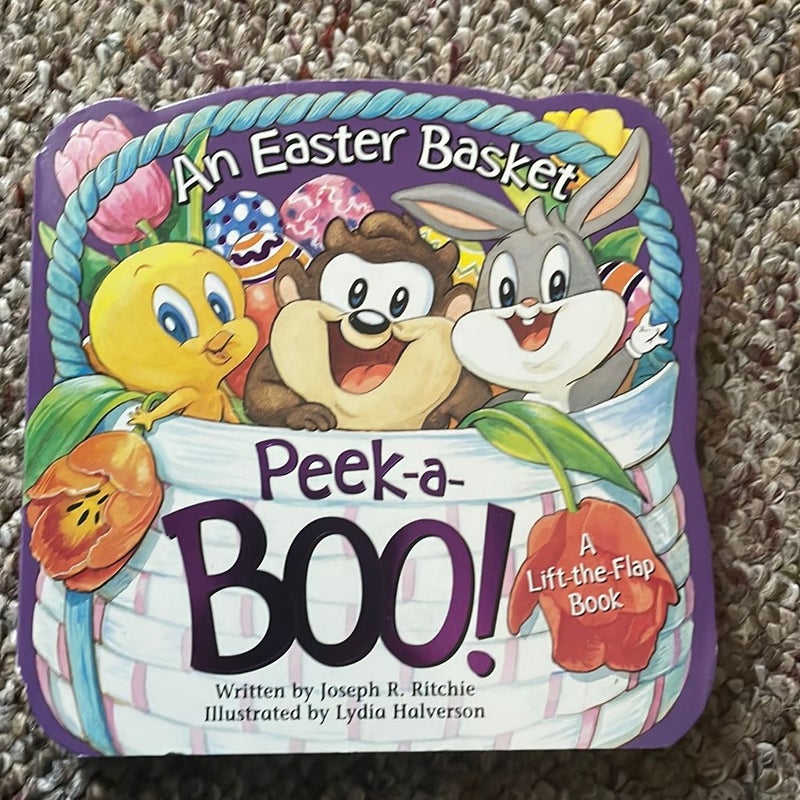 An Easter Basket
Peek-a-
BOO!
A
Lift-the-Flap
Book
Written by Joseph R. Ritchie
Illustrated by Lydia Halverson